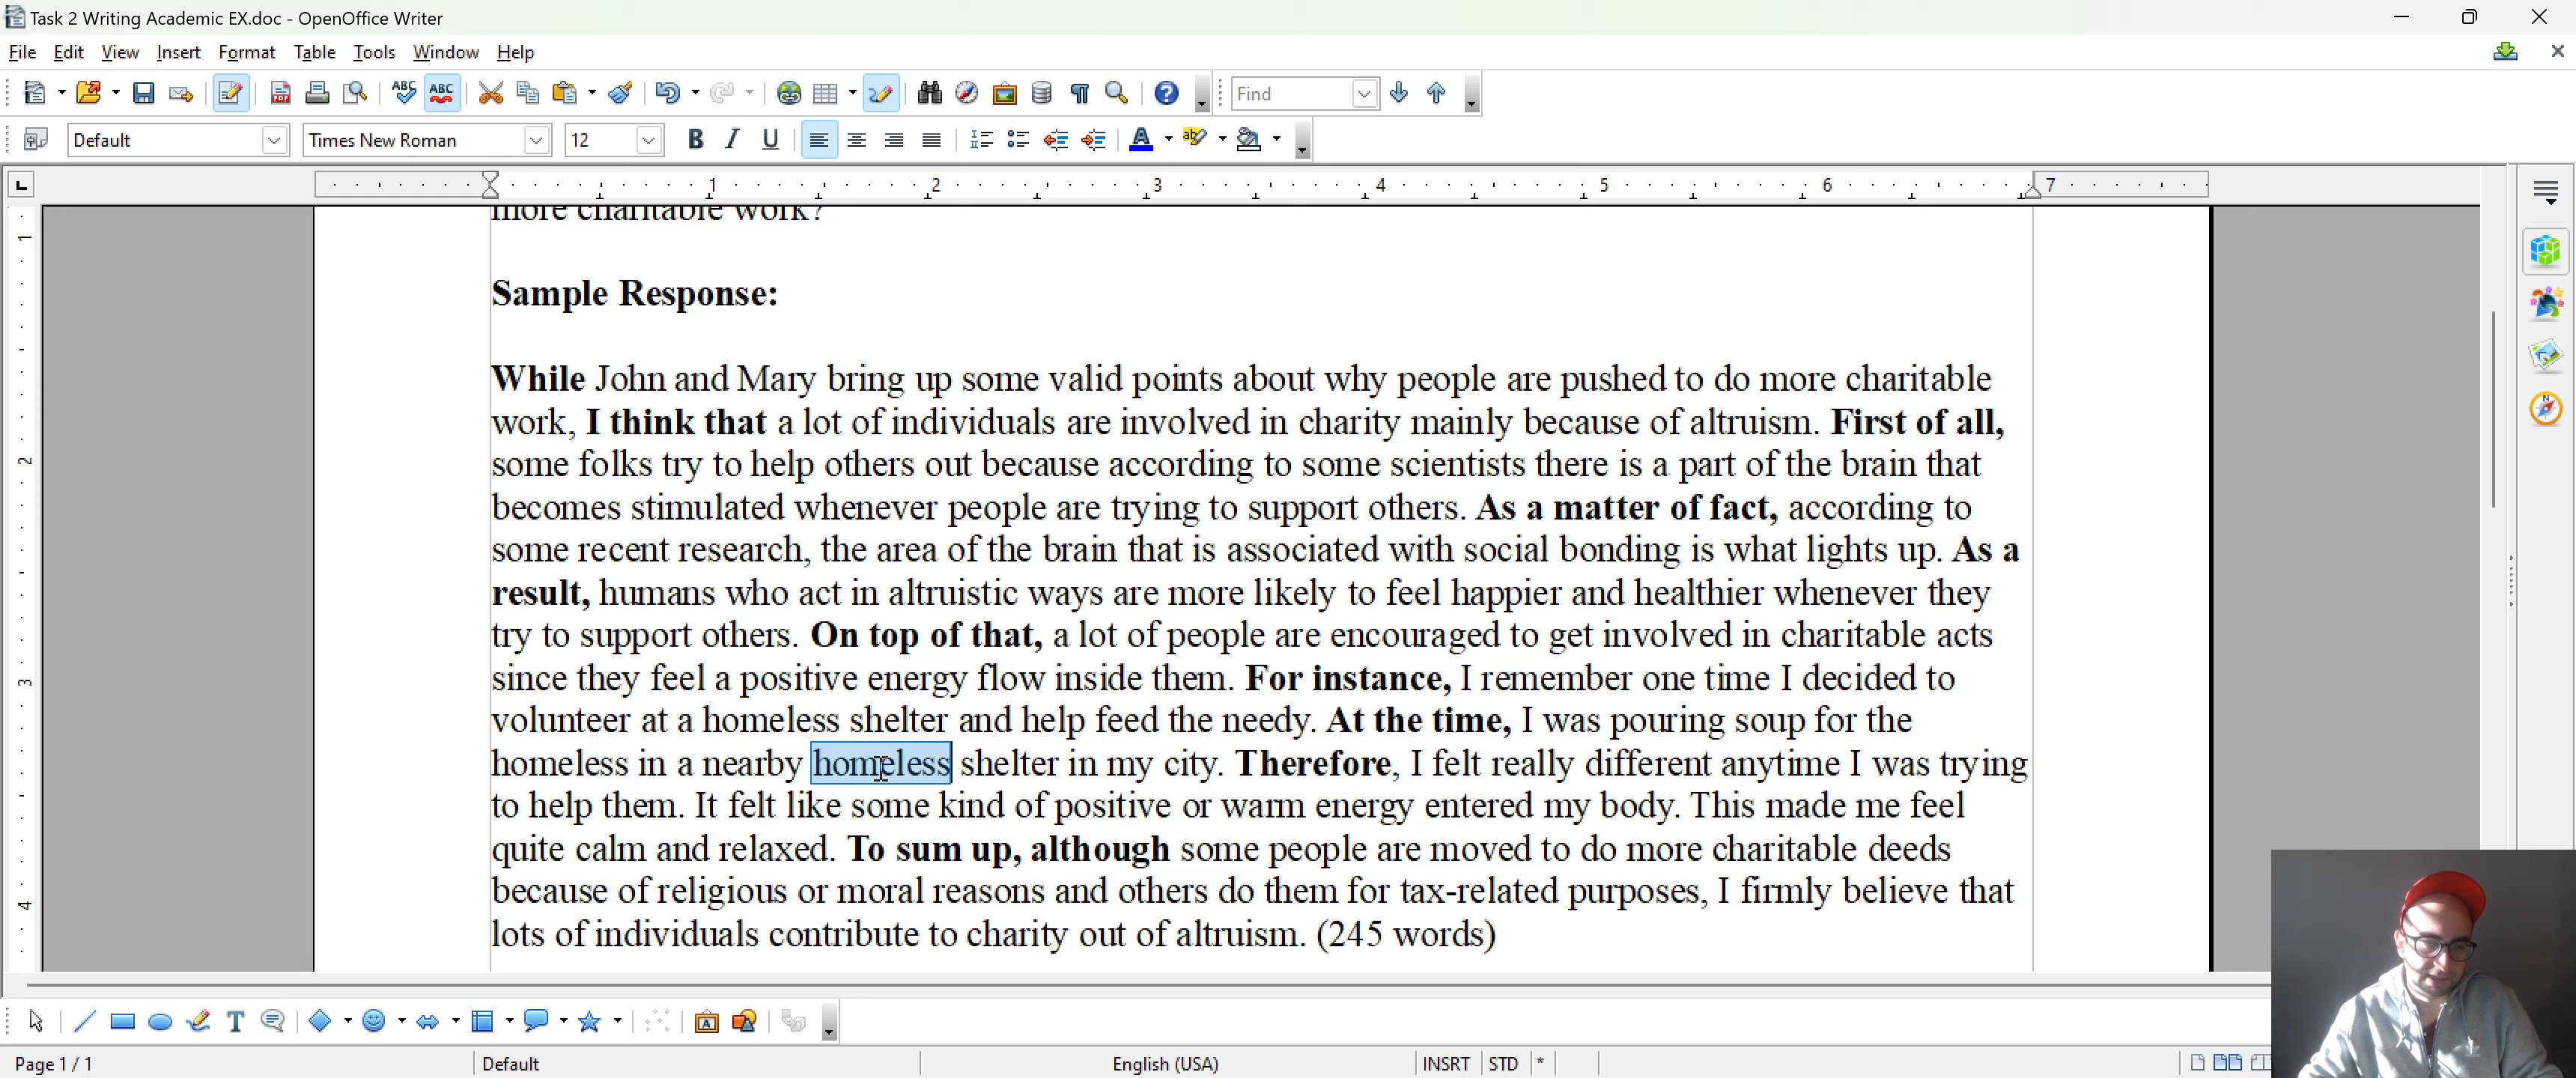 Task 2 Writing Academic EX.doc - OpenOffice Writer
File Edit View Insert Format Table Tools Window Help
Find
Default Times New Roman 12
1 2 3 4 5 6 7
more charitable work?
Sample Response:
While John and Mary bring up some valid points about why people are pushed to do more charitable
work, I think that a lot of individuals are involved in charity mainly because of altruism. First of all,
some folks try to help others out because according to some scientists there is a part of the brain that
becomes stimulated whenever people are trying to support others. As a matter of fact, according to
some recent research, the area of the brain that is associated with social bonding is what lights up. As a
result, humans who act in altruistic ways are more likely to feel happier and healthier whenever they
try to support others. On top of that, a lot of people are encouraged to get involved in charitable acts
since they feel a positive energy flow inside them. For instance, I remember one time I decided to
volunteer at a homeless shelter and help feed the needy. At the time, I was pouring soup for the
homeless in a nearby homeless shelter in my city. Therefore, I felt really different anytime I was trying
to help them. It felt like some kind of positive or warm energy entered my body. This made me feel
quite calm and relaxed. To sum up, although some people are moved to do more charitable deeds
because of religious or moral reasons and others do them for tax-related purposes, I firmly believe that
lots of individuals contribute to charity out of altruism. (245 words)
Page 1 / 1 Default English (USA) INSRT STD *